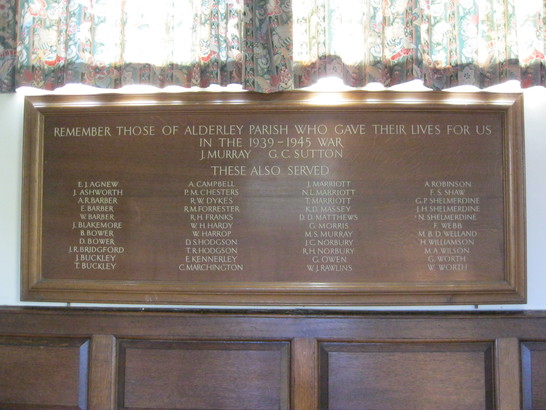 REMEMBER THOSE OF ALDERLEY PARISH WHO GAVE THEIR LIVES FOR US
IN THE 1939-1945 WAR
J. MURRAY G.C. SUTTON
THESE ALSO SERVED
E.J. AGNEW
J. ASHWORTH
A.R. BARBER
F. BARBER
W. BARBER
J. BLAKEMORE
B. BOWER
D. BOWER
J.R. BRIDGFORD
J. BUCKLEY
T. BUCKLEY
A. CAMPBELL
P.M. CHESTERS
R.W. DYKES
R.M. FORRESTER
R.H. FRANKS
W.H. HARDY
W. HARROP
D.S. HODGSON
T.R. HODGSON
E. KENNERLEY
C. MARCHINGTON
J. MARRIOTT
N.L. MARRIOTT
T. MARRIOTT
K.D. MASSEY
D.D. MATTHEWS
G. MORRIS
M.S. MURRAY
J.G. NORBURY
R.H. NORBURY
G. OWEN
W.J. RAWLINS
A. ROBINSON
F.S. SHAW
G.P. SHELMERDINE
J.H. SHELMERDINE
N. SHELMERDINE
F. WEBB
M.B.D. WELLAND
H. WILLIAMSON
M.A. WILSON
G. WORTH
W. WORTH